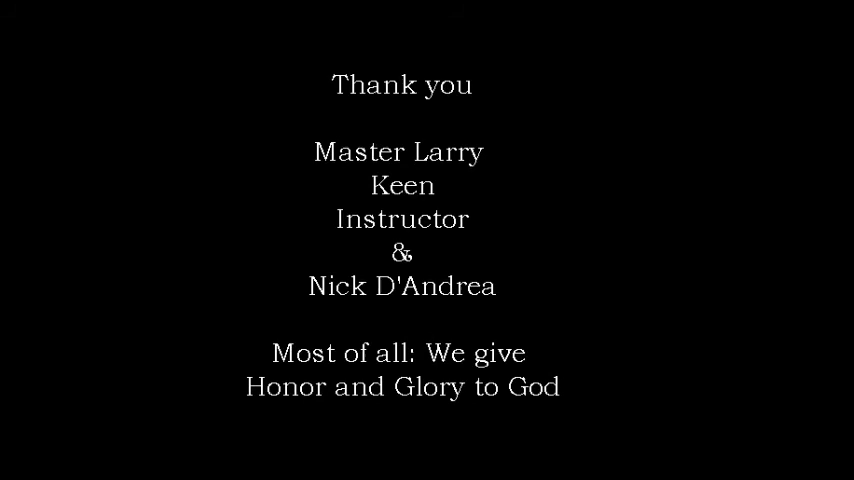 Thank you
Master Larry
Keen
Instructor
&
Nick D'Andrea
Most of all: We give
Honor and Glory to God